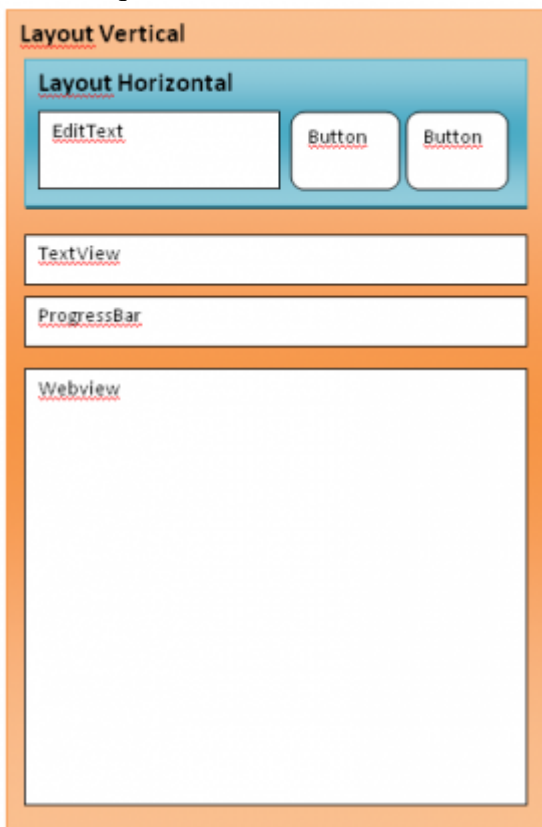 Layout Vertical
Layout Horizontal
EditText
Button
Button
TextView
ProgressBar
Webview